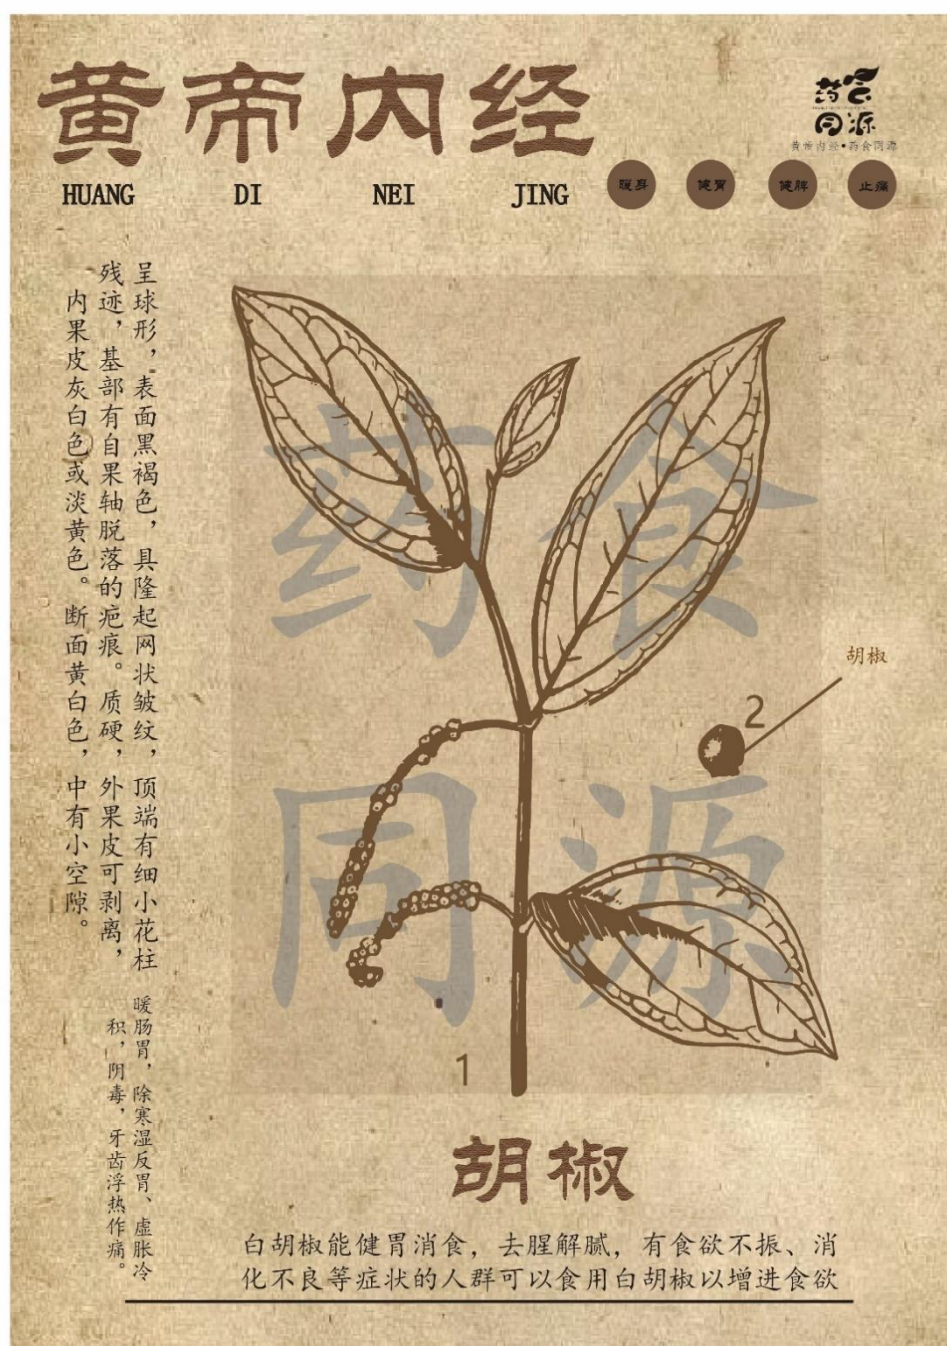 黄帝内经
HUANG DI NEI JING
药食同源
黄帝内经•药食同源
暖身 健胃 健脾 止痛
呈球形，表面黑褐色，具隆起网状皱纹，顶端有细小花柱
残迹，基部有自果轴脱落的疤痕。质硬，外果皮可剥离，
内果皮灰白色或淡黄色。断面黄白色，中有小空隙。
暖肠胃，除寒湿反胃、虚胀冷
积，阴毒，牙齿浮热作痛。
药食
同源
胡椒
2
1
胡椒
白胡椒能健胃消食，去腥解腻，有食欲不振、消
化不良等症状的人群可以食用白胡椒以增进食欲